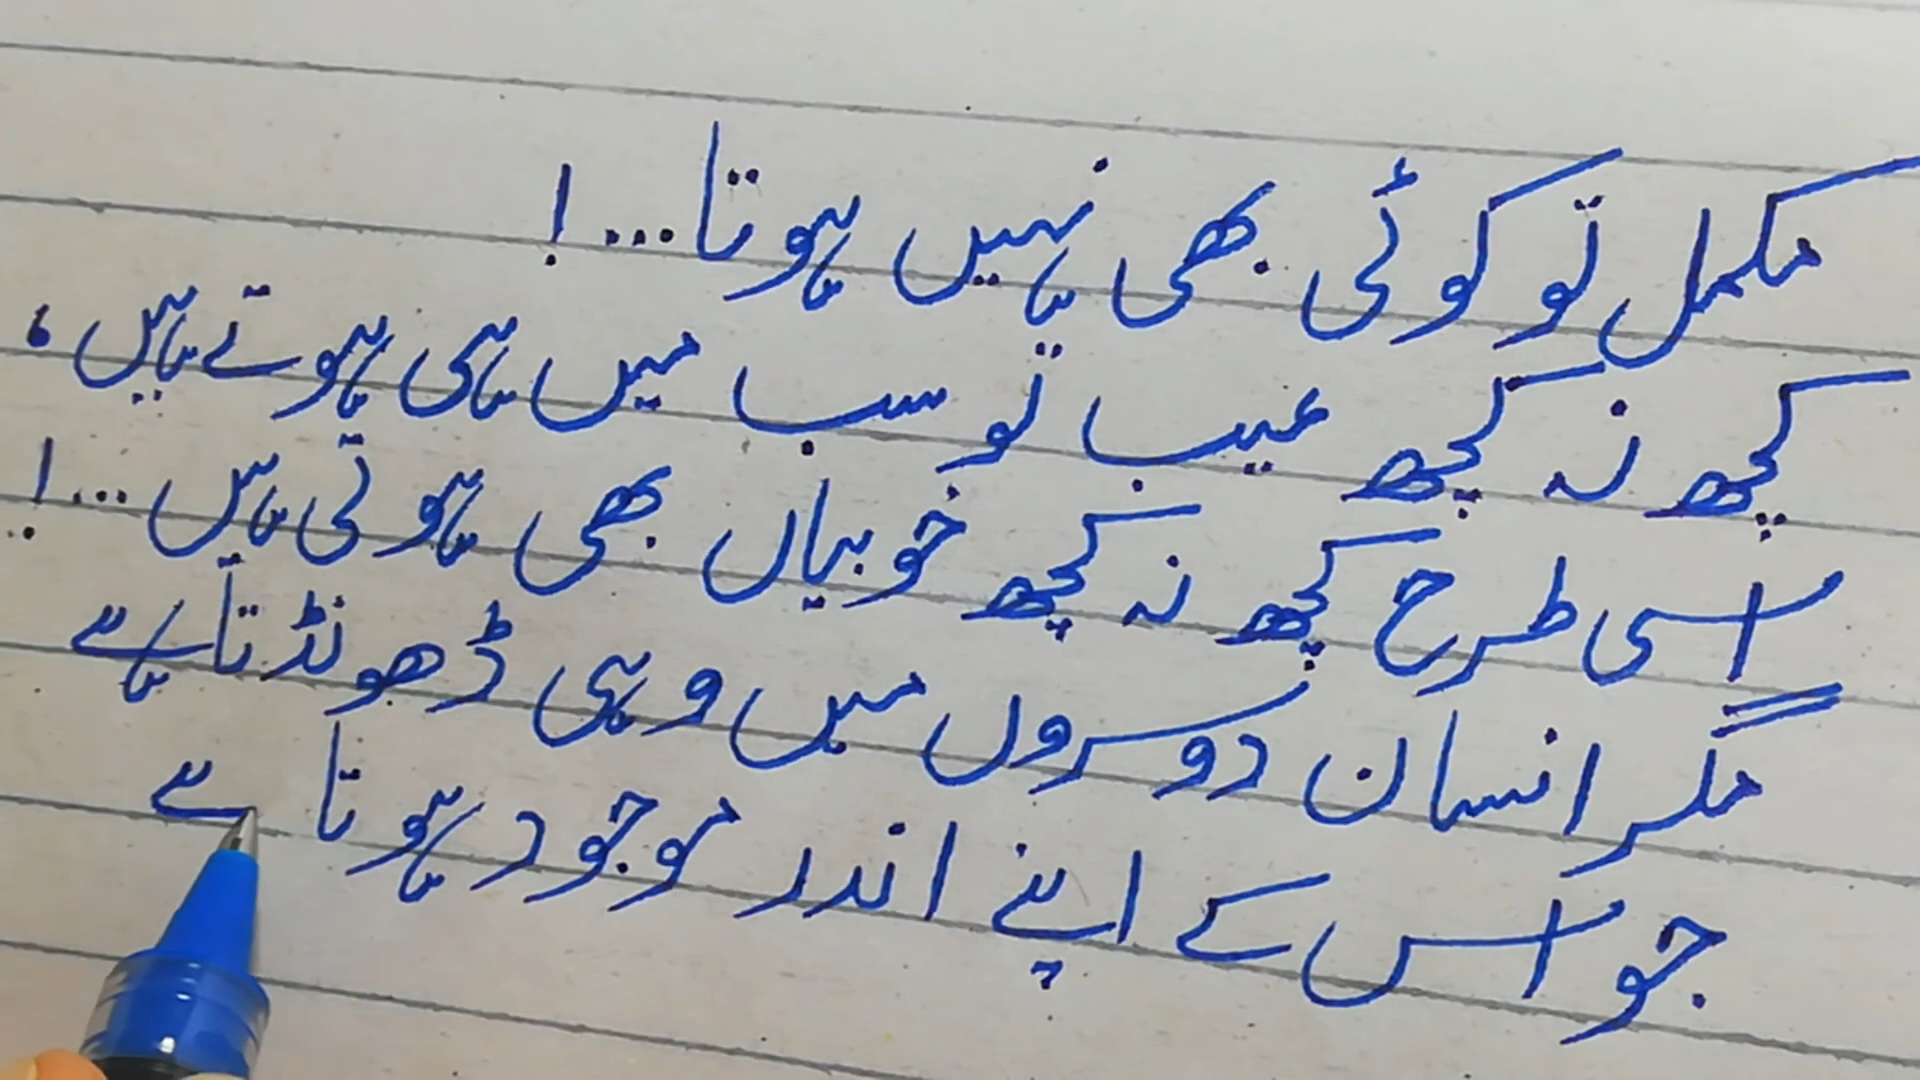 مکمل تو کوئی بھی نہیں ہوتا...!
کچھ نہ کچھ عیب تو سب میں ہی ہوتے ہیں،
اسی طرح کچھ نہ کچھ خوبیاں بھی ہوتی ہیں...!
مگر انسان دوسروں میں وہی ڈھونڈتا ہے
جو اس کے اپنے اندر موجود ہوتا ہے